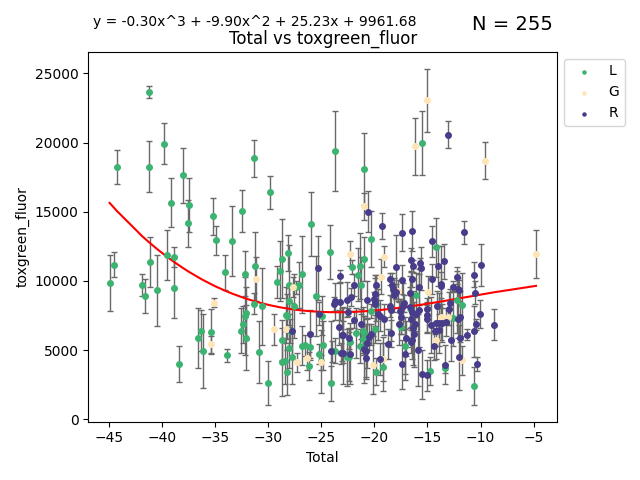 y = -0.30x^3 + -9.90x^2 + 25.23x + 9961.68
N = 255
Total vs toxgreen_fluor
L
G
R
toxgreen_fluor
25000
20000
15000
10000
5000
0
−45 −40 −35 −30 −25 −20 −15 −10 −5
Total